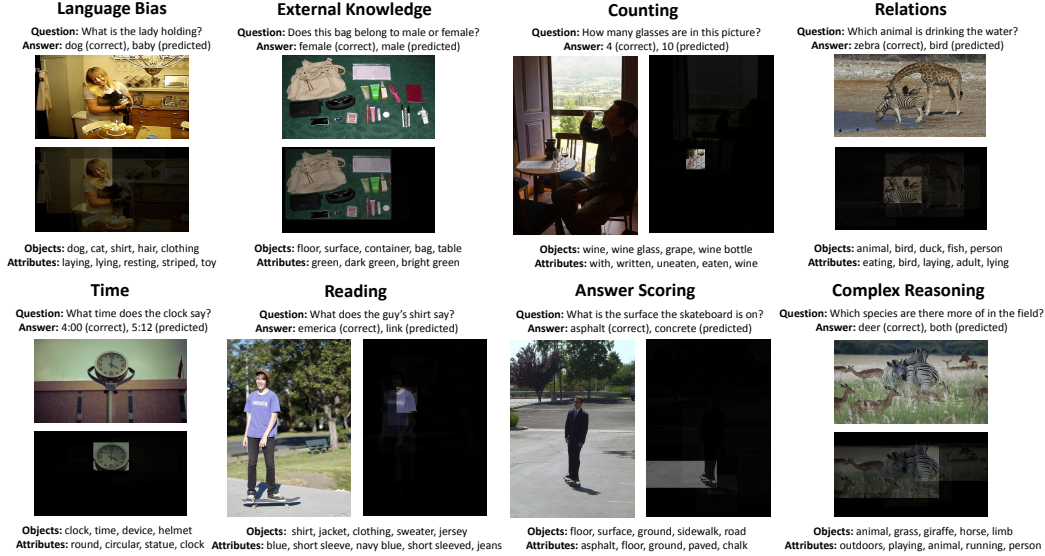 Language Bias
Question: What is the lady holding?
Answer: dog (correct), baby (predicted)
Objects: dog, cat, shirt, hair, clothing
Attributes: laying, lying, resting, striped, toy
External Knowledge
Question: Does this bag belong to male or female?
Answer: female (correct), male (predicted)
Objects: floor, surface, container, bag, table
Attributes: green, dark green, bright green
Counting
Question: How many glasses are in this picture?
Answer: 4 (correct), 10 (predicted)
Objects: wine, wine glass, grape, wine bottle
Attributes: with, written, uneaten, eaten, wine
Relations
Question: Which animal is drinking the water?
Answer: zebra (correct), bird (predicted)
Objects: animal, bird, duck, fish, person
Attributes: eating, bird, laying, adult, lying
Time
Question: What time does the clock say?
Answer: 4:00 (correct), 5:12 (predicted)
Objects: clock, time, device, helmet
Attributes: round, circular, statue, clock
Reading
Question: What does the guy's shirt say?
Answer: emerica (correct), link (predicted)
Objects: shirt, jacket, clothing, sweater, jersey
Attributes: blue, short sleeve, navy blue, short sleeved, jeans
Answer Scoring
Question: What is the surface the skateboard is on?
Answer: asphalt (correct), concrete (predicted)
Objects: floor, surface, ground, sidewalk, road
Attributes: asphalt, floor, ground, paved, chalk
Complex Reasoning
Question: Which species are there more of in the field?
Answer: deer (correct), both (predicted)
Objects: animal, grass, giraffe, horse, limb
Attributes: outdoors, playing, animal, running, person